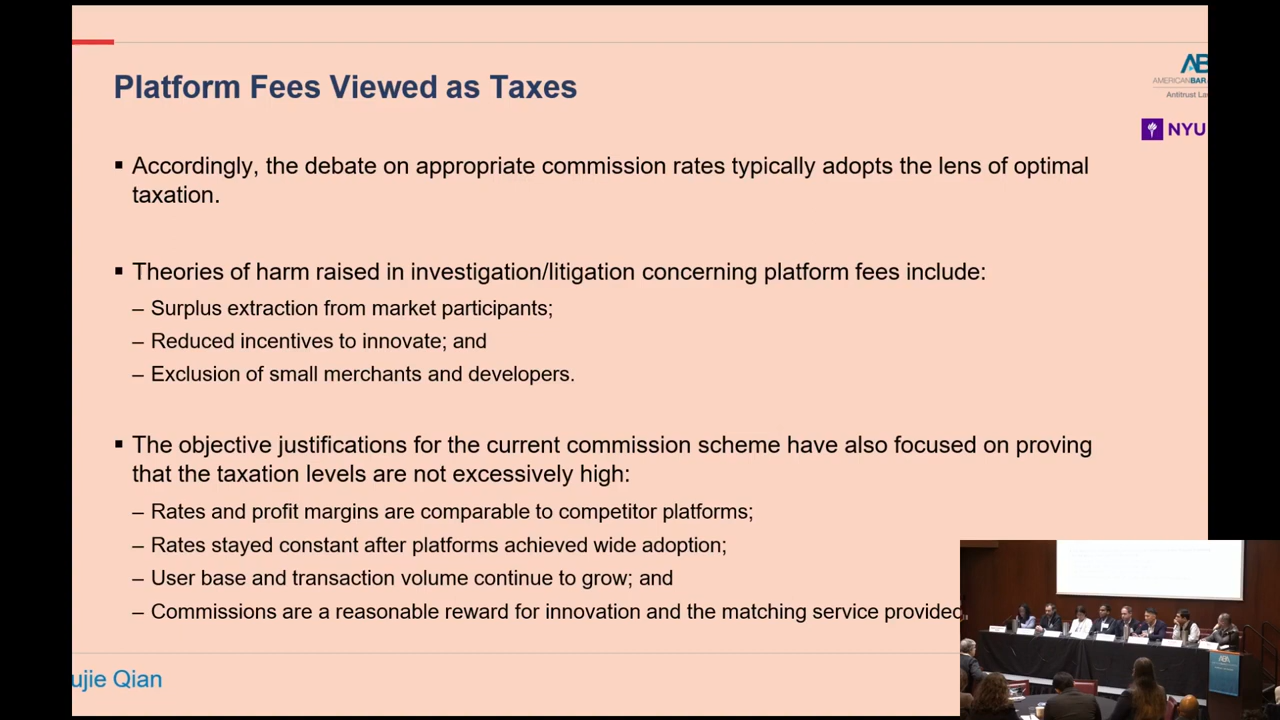 Platform Fees Viewed as Taxes
AB
AMERICANBAR
Antitrust La
NYU
▪ Accordingly, the debate on appropriate commission rates typically adopts the lens of optimal
taxation.
▪ Theories of harm raised in investigation/litigation concerning platform fees include:
– Surplus extraction from market participants;
– Reduced incentives to innovate; and
– Exclusion of small merchants and developers.
▪ The objective justifications for the current commission scheme have also focused on proving
that the taxation levels are not excessively high:
– Rates and profit margins are comparable to competitor platforms;
– Rates stayed constant after platforms achieved wide adoption;
– User base and transaction volume continue to grow; and
– Commissions are a reasonable reward for innovation and the matching service provided
ujie Qian
ABA